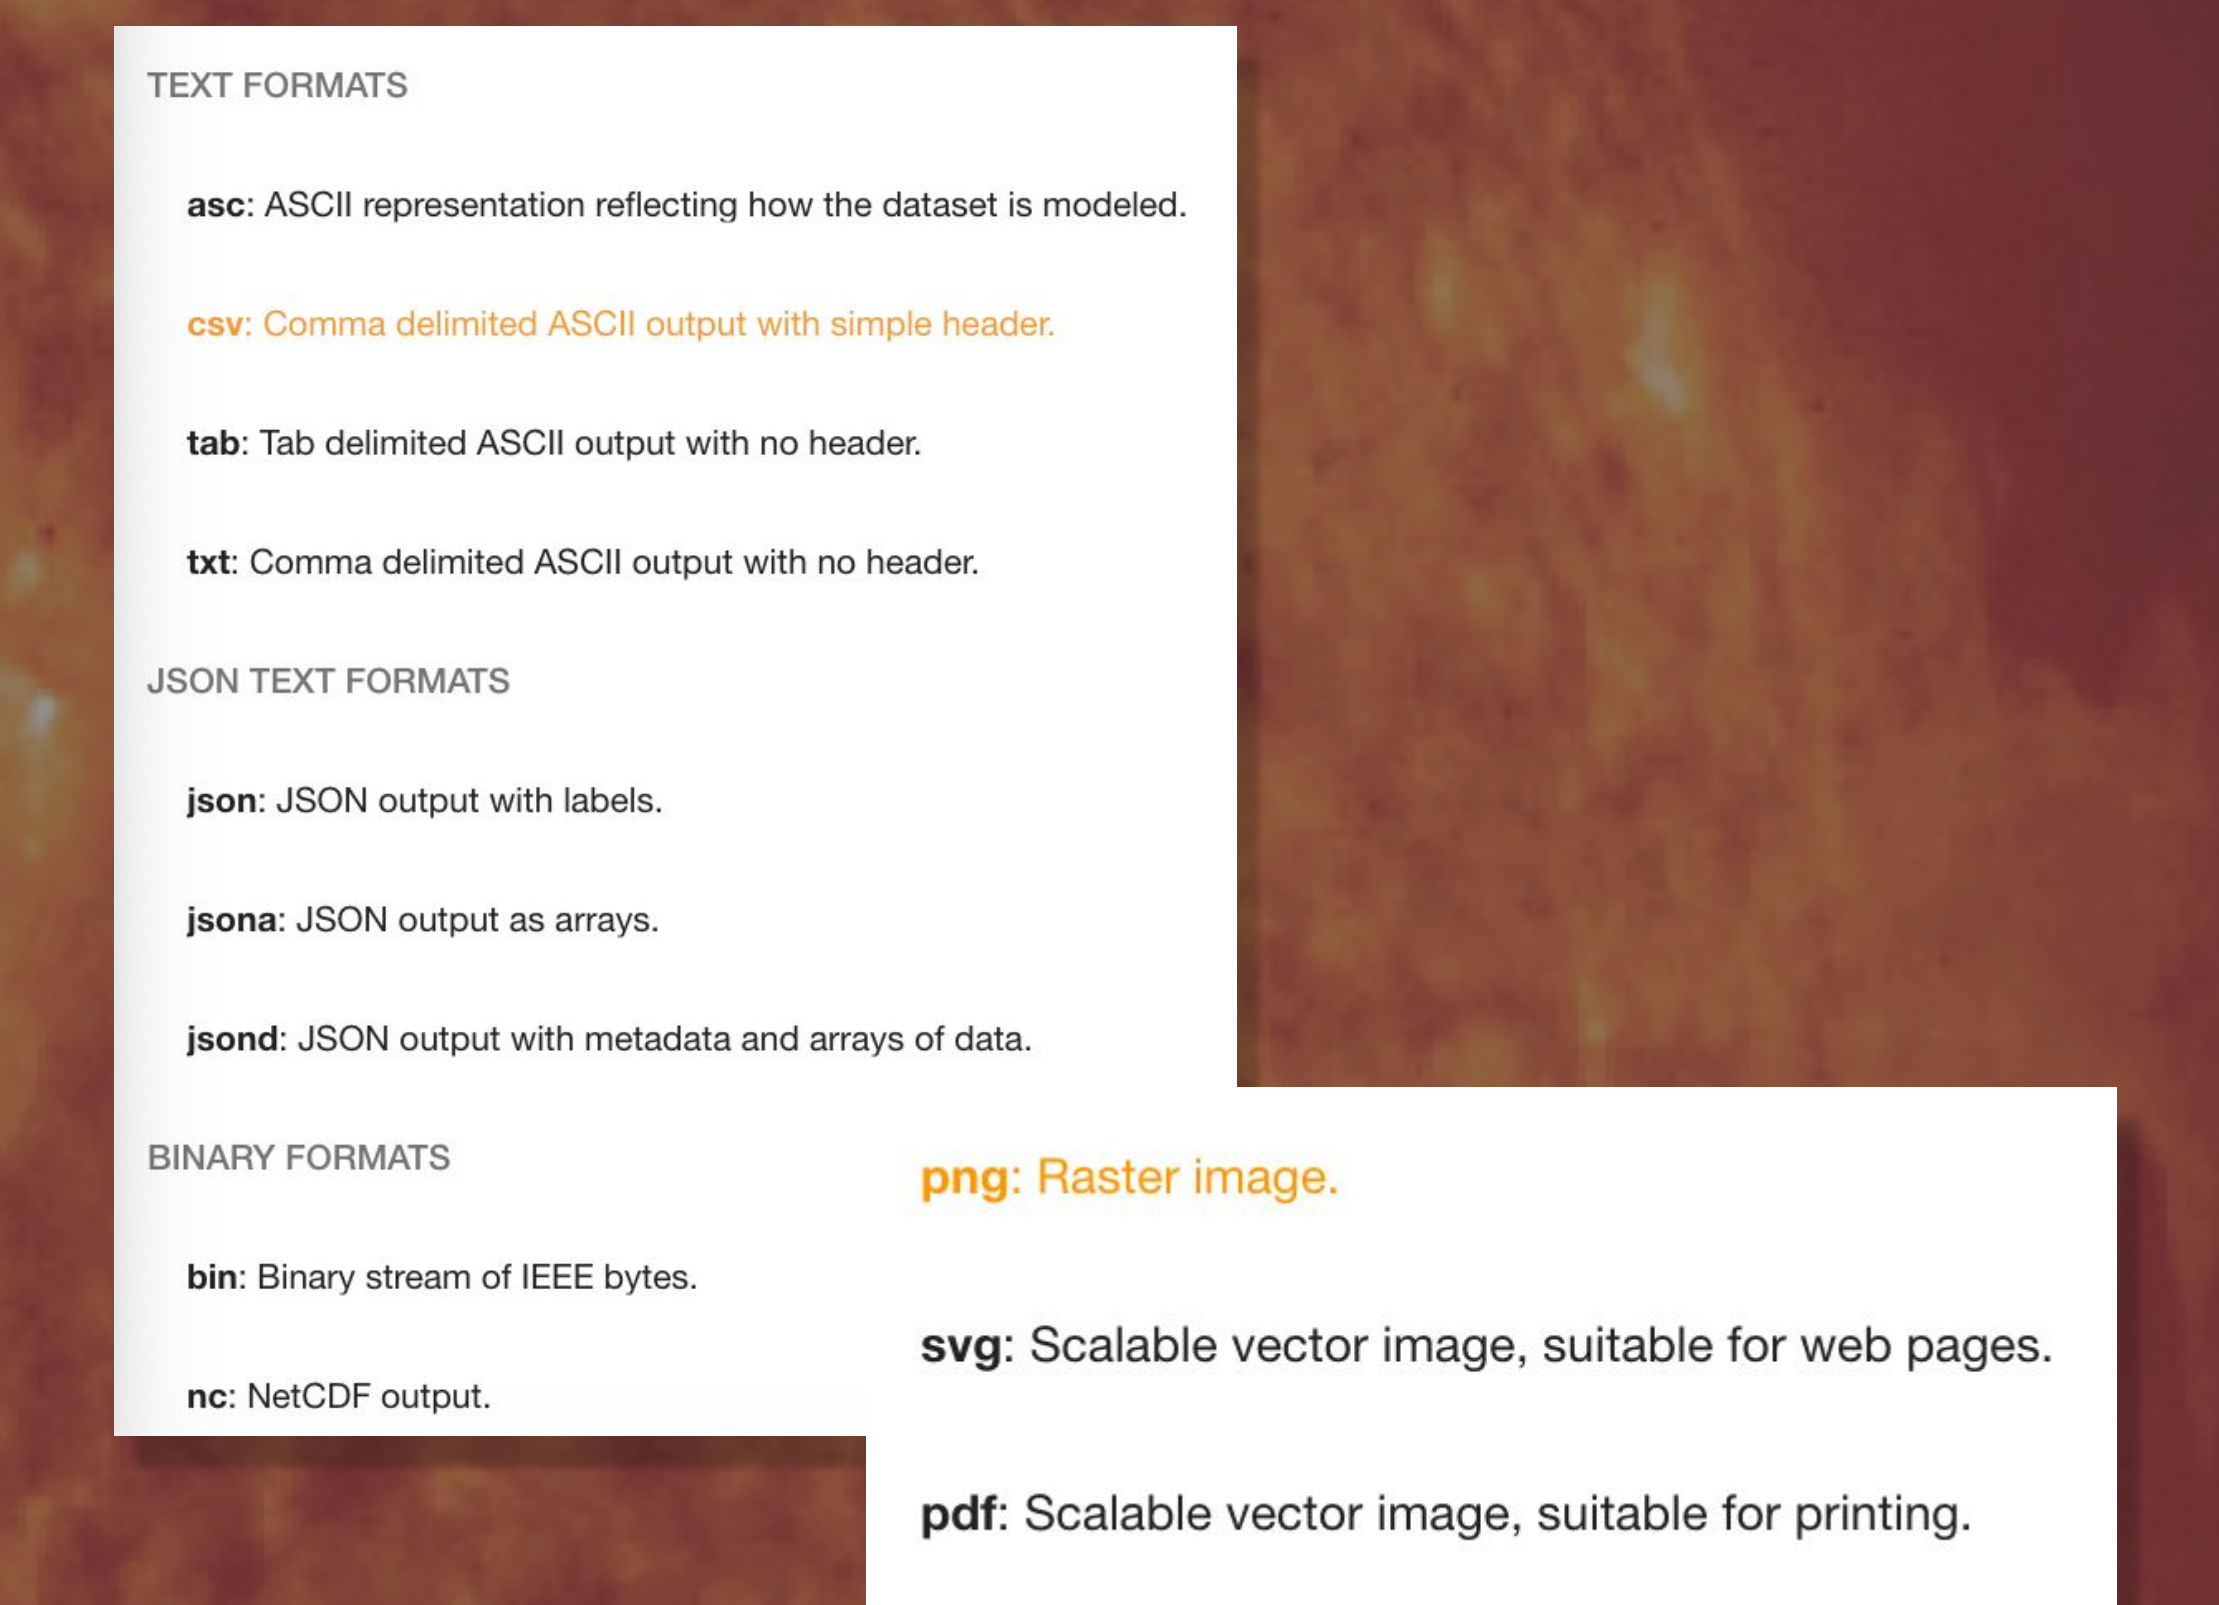 TEXT FORMATS
asc: ASCII representation reflecting how the dataset is modeled.
csv: Comma delimited ASCII output with simple header.
tab: Tab delimited ASCII output with no header.
txt: Comma delimited ASCII output with no header.
JSON TEXT FORMATS
json: JSON output with labels.
jsona: JSON output as arrays.
jsond: JSON output with metadata and arrays of data.
BINARY FORMATS
bin: Binary stream of IEEE bytes.
nc: NetCDF output.
png: Raster image.
svg: Scalable vector image, suitable for web pages.
pdf: Scalable vector image, suitable for printing.